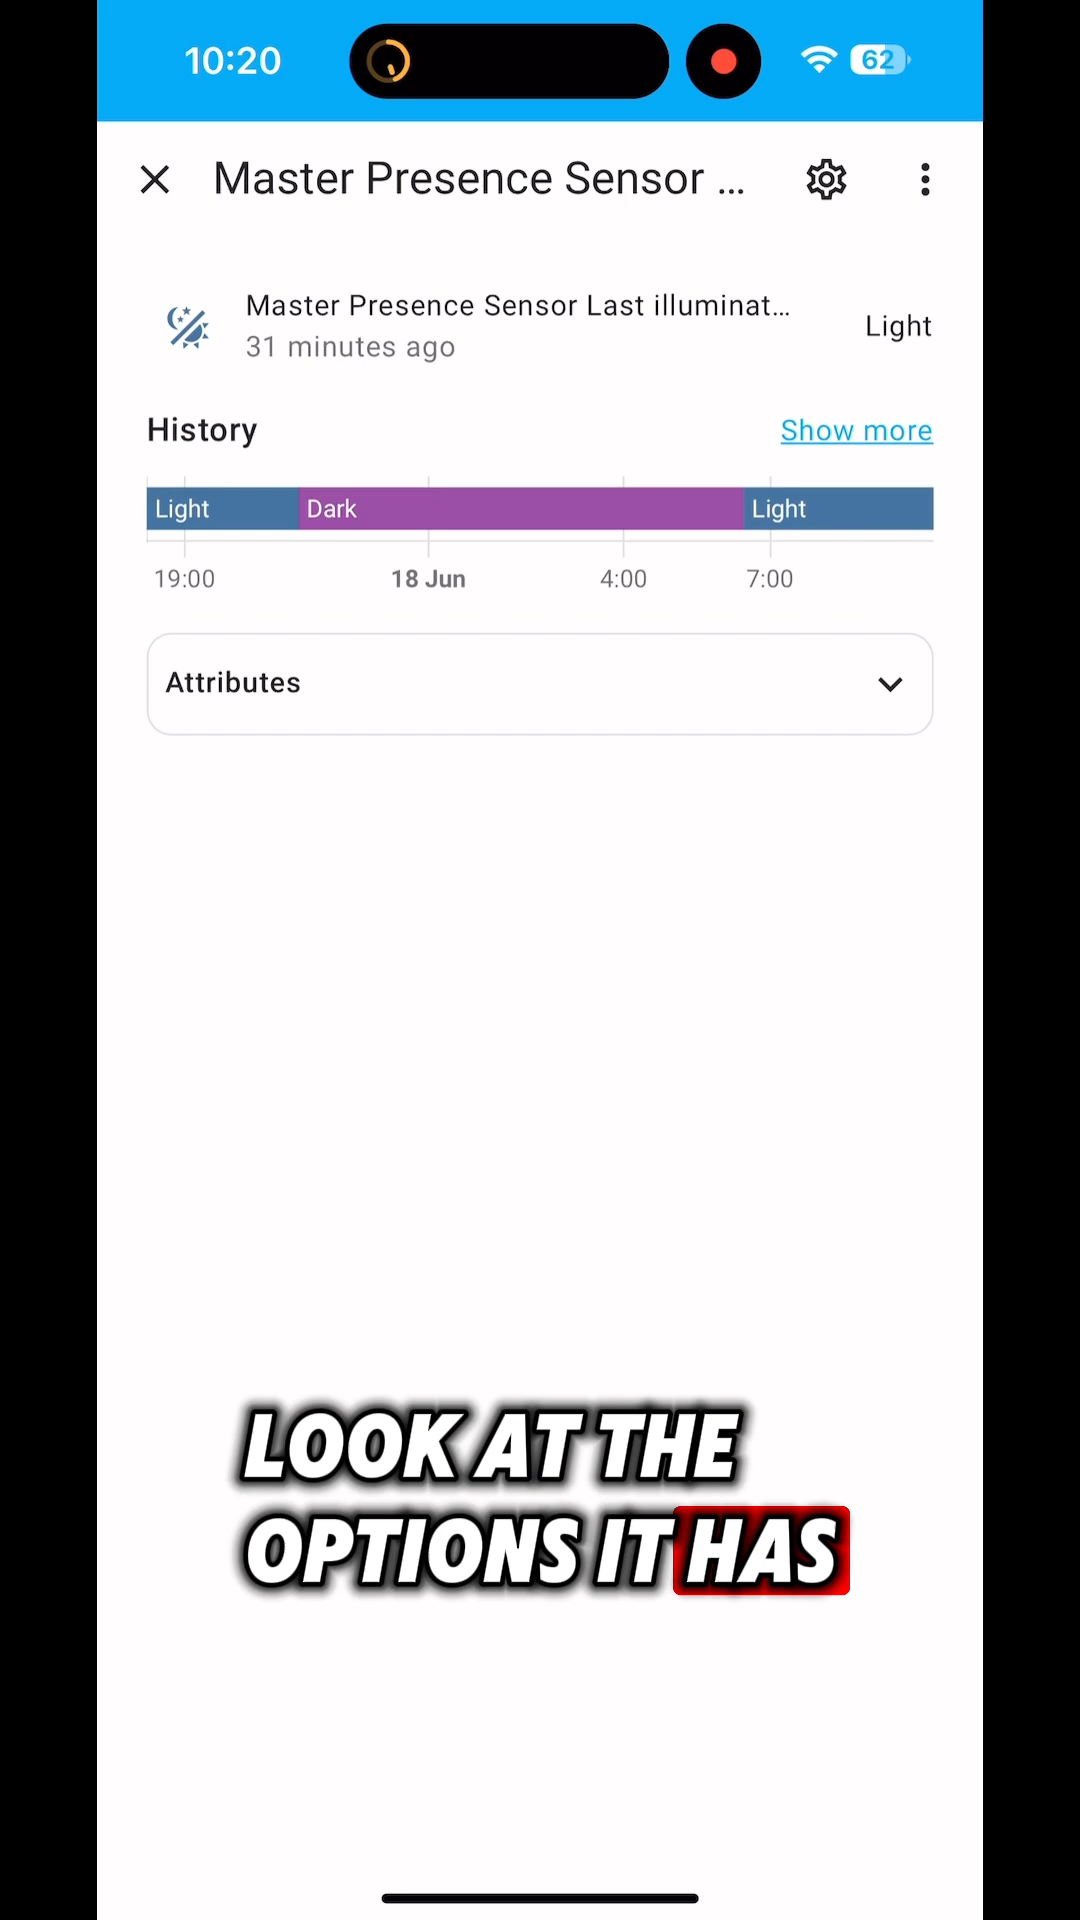 10:20
62
Master Presence Sensor ...
Master Presence Sensor Last illuminat...
31 minutes ago
Light
History
Show more
Light Dark Light
19:00 18 Jun 4:00 7:00
Attributes
LOOK AT THE
OPTIONS IT HAS